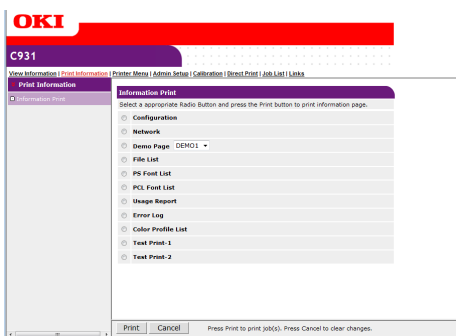 OKI
C931
View Information | Print Information | Printer Menu | Admin Setup | Calibration | Direct Print | Job List | Links
Print Information
Information Print
Information Print
Select a appropriate Radio Button and press the Print button to print information page.
Configuration
Network
Demo Page DEMO1
File List
PS Font List
PCL Font List
Usage Report
Error Log
Color Profile List
Test Print-1
Test Print-2
Print Cancel Press Print to print job(s). Press Cancel to clear changes.